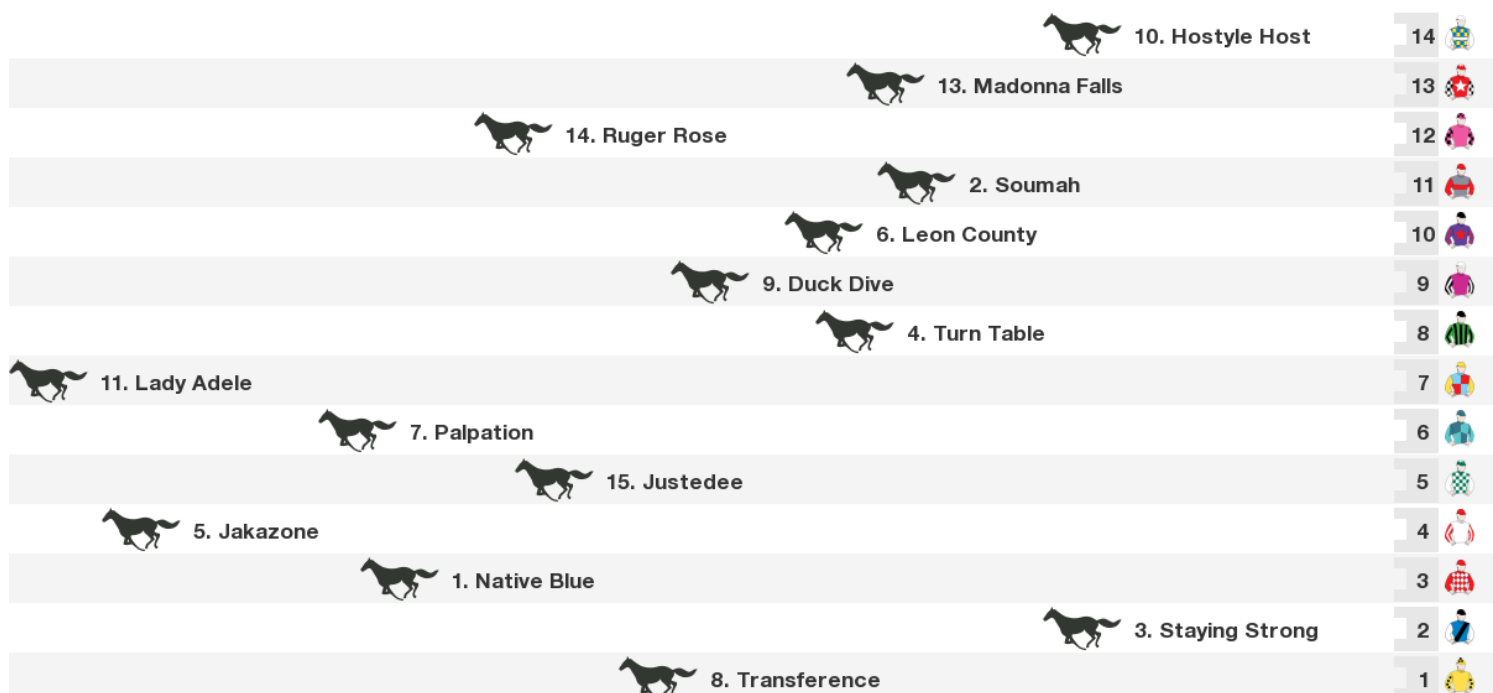 10. Hostyle Host 14
13. Madonna Falls 13
14. Ruger Rose 12
2. Soumah 11
6. Leon County 10
9. Duck Dive 9
4. Turn Table 8
11. Lady Adele 7
7. Palpation 6
15. Justedee 5
5. Jakazone 4
1. Native Blue 3
3. Staying Strong 2
8. Transference 1